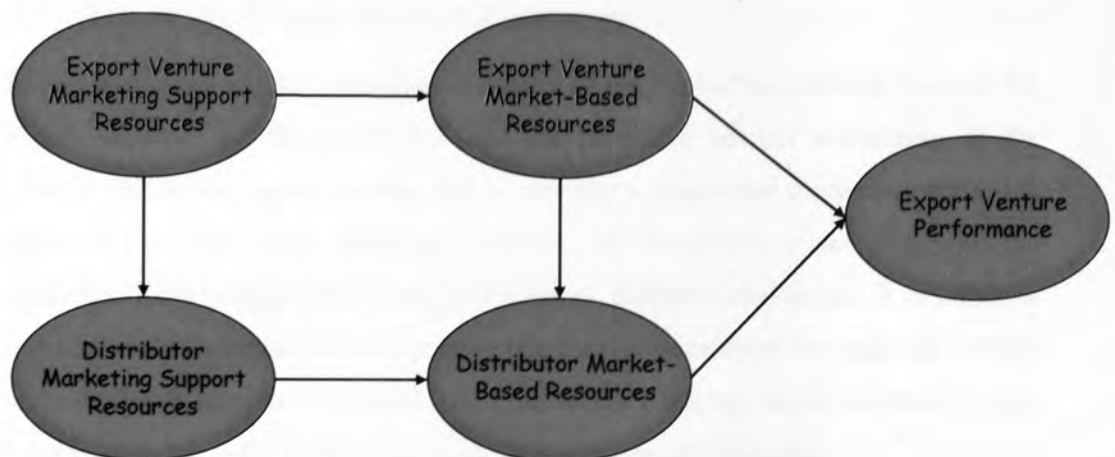 Export Venture
Marketing Support
Resources
Export Venture
Market-Based
Resources
Export Venture
Performance
Distributor
Marketing Support
Resources
Distributor Market-
Based Resources